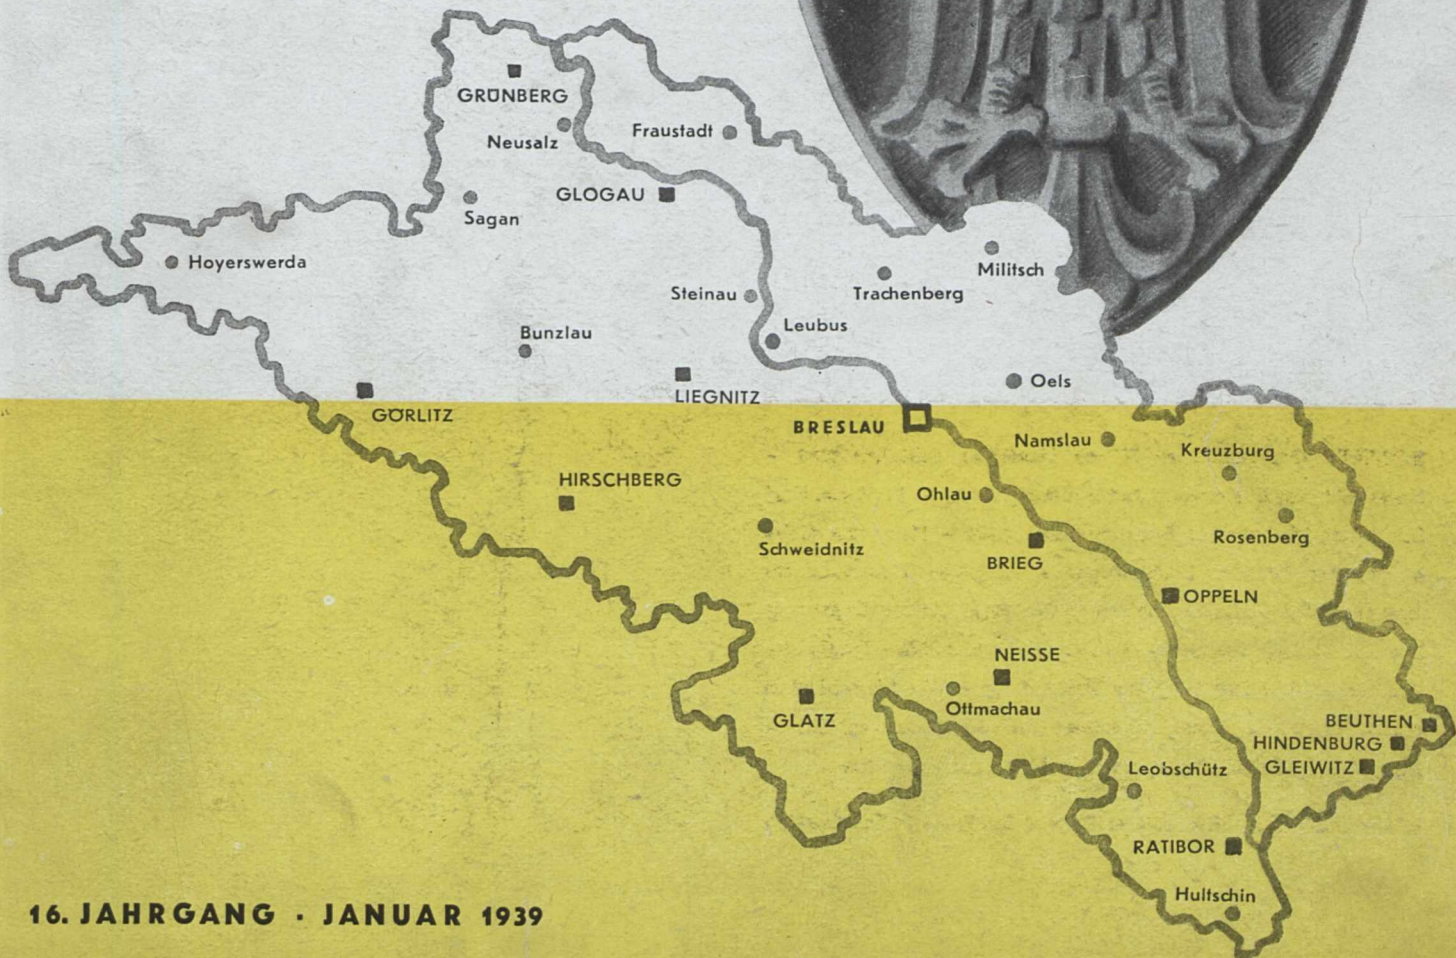 GRÜNBERG
Neusalz
Fraustadt
GLOGAU
Sagan
Hoyerswerda
Militsch
Trachenberg
Steinau
Leubus
Bunzlau
Oels
LIEGNITZ
GÖRLITZ
BRESLAU
Namslau
Kreuzburg
HIRSCHBERG
Ohlau
Schweidnitz
Rosenberg
BRIEG
OPPELN
NEISSE
Ottmachau
GLATZ
BEUTHEN
HINDENBURG
GLEIWITZ
Leobschütz
RATIBOR
Hultschin
16. JAHRGANG · JANUAR 1939